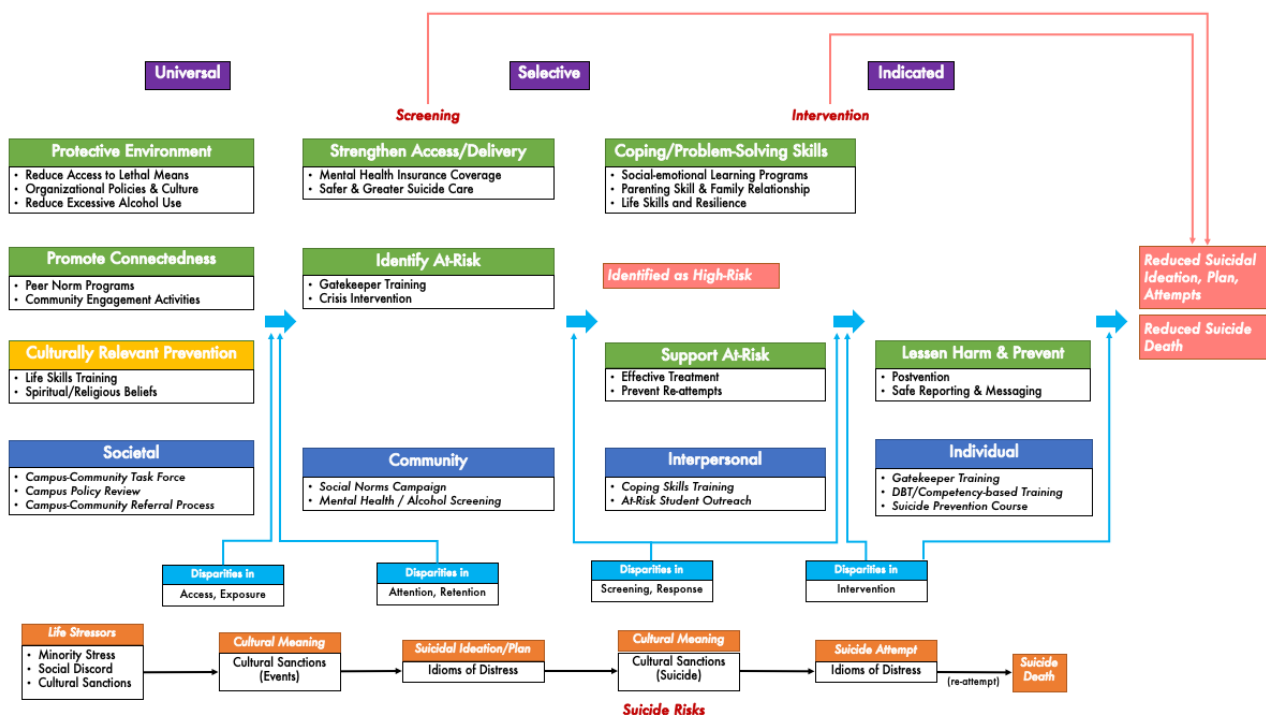 Universal
Selective
Indicated
Screening
Intervention
Protective Environment
• Reduce Access to Lethal Means
• Organizational Policies & Culture
• Reduce Excessive Alcohol Use
Strengthen Access/Delivery
• Mental Health Insurance Coverage
• Safer & Greater Suicide Care
Coping/Problem-Solving Skills
• Social-emotional Learning Programs
• Parenting Skill & Family Relationship
• Life Skills and Resilience
Promote Connectedness
• Peer Norm Programs
• Community Engagement Activities
Identify At-Risk
• Gatekeeper Training
• Crisis Intervention
Identified as High-Risk
Reduced Suicidal
Ideation, Plan,
Attempts
Reduced Suicide
Death
Culturally Relevant Prevention
• Life Skills Training
• Spiritual/Religious Beliefs
Support At-Risk
• Effective Treatment
• Prevent Re-attempts
Lessen Harm & Prevent
• Postvention
• Safe Reporting & Messaging
Societal
• Campus-Community Task Force
• Campus Policy Review
• Campus-Community Referral Process
Community
• Social Norms Campaign
• Mental Health / Alcohol Screening
Interpersonal
• Coping Skills Training
• At-Risk Student Outreach
Individual
• Gatekeeper Training
• DBT/Competency-based Training
• Suicide Prevention Course
Disparities in
Access, Exposure
Disparities in
Attention, Retention
Disparities in
Screening, Response
Disparities in
Intervention
Life Stressors
• Minority Stress
• Social Discord
• Cultural Sanctions
Cultural Meaning
Cultural Sanctions
(Events)
Suicidal Ideation/Plan
Idioms of Distress
Cultural Meaning
Cultural Sanctions
(Suicide)
Suicide Attempt
Idioms of Distress
(re-attempt)
Suicide
Death
Suicide Risks